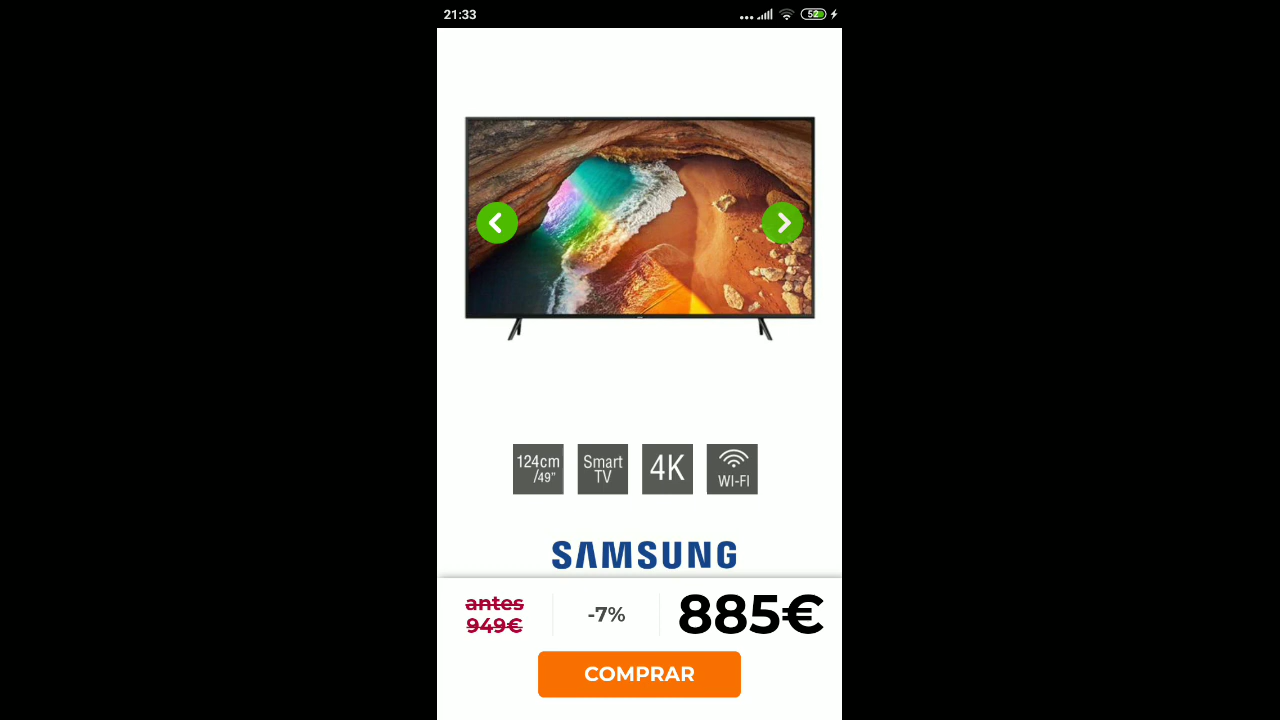 21:33
52
124cm
/49"
Smart
TV
4K
WI-FI
SAMSUNG
antes
949€
-7%
885€
COMPRAR